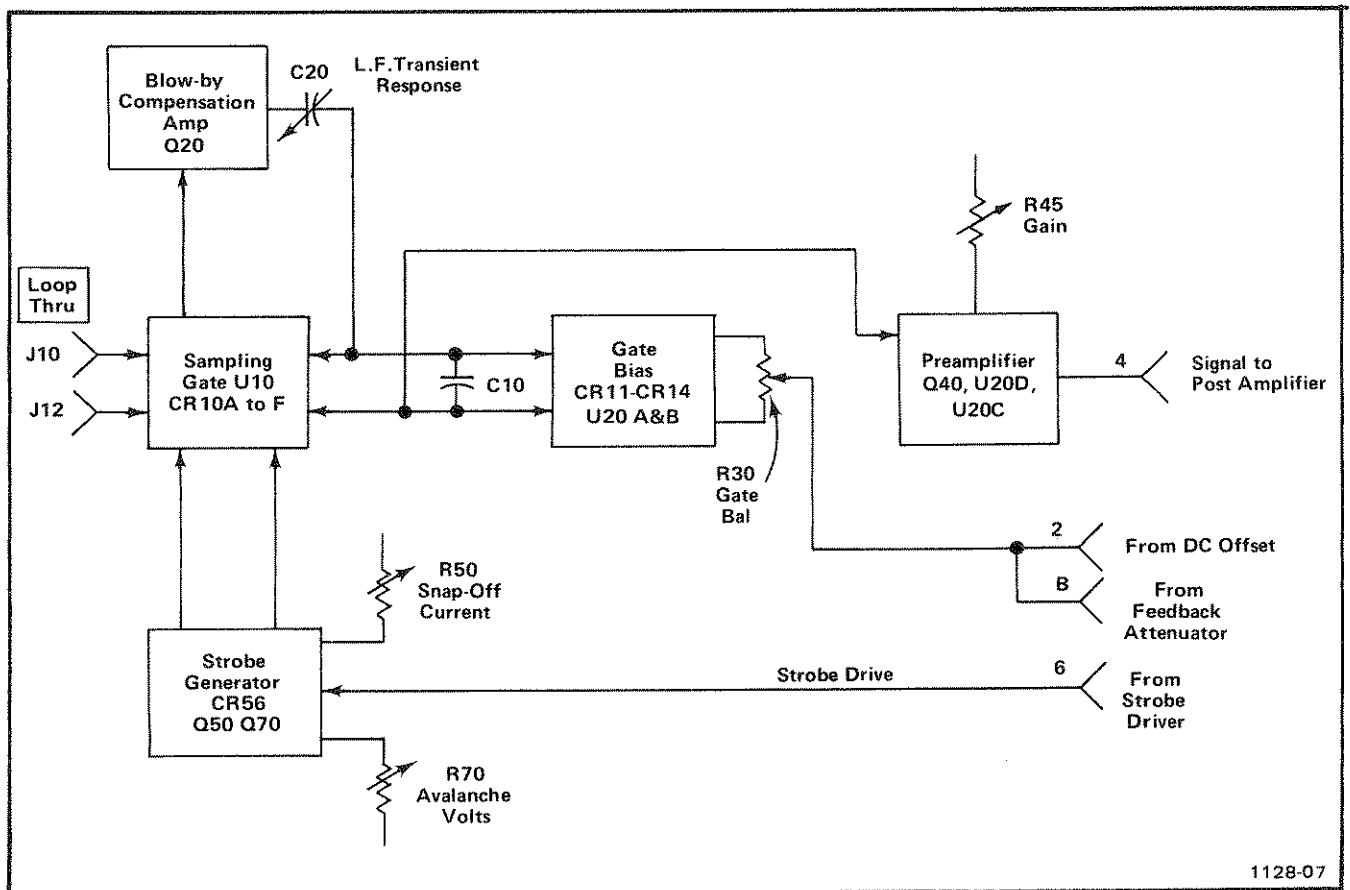 Blow-by
Compensation
Amp
Q20
C20
L.F.Transient
Response
Loop
Thru
J10
J12
Sampling
Gate U10
CR10A to F
C10
Gate
Bias
CR11-CR14
U20 A&B
R30
Gate
Bal
R45
Gain
Preamplifier
Q40, U20D,
U20C
4
Signal to
Post Amplifier
2
From DC Offset
B
From
Feedback
Attenuator
R50
Snap-Off
Current
Strobe
Generator
CR56
Q50 Q70
Strobe Drive
6
From
Strobe
Driver
R70
Avalanche
Volts
1128-07